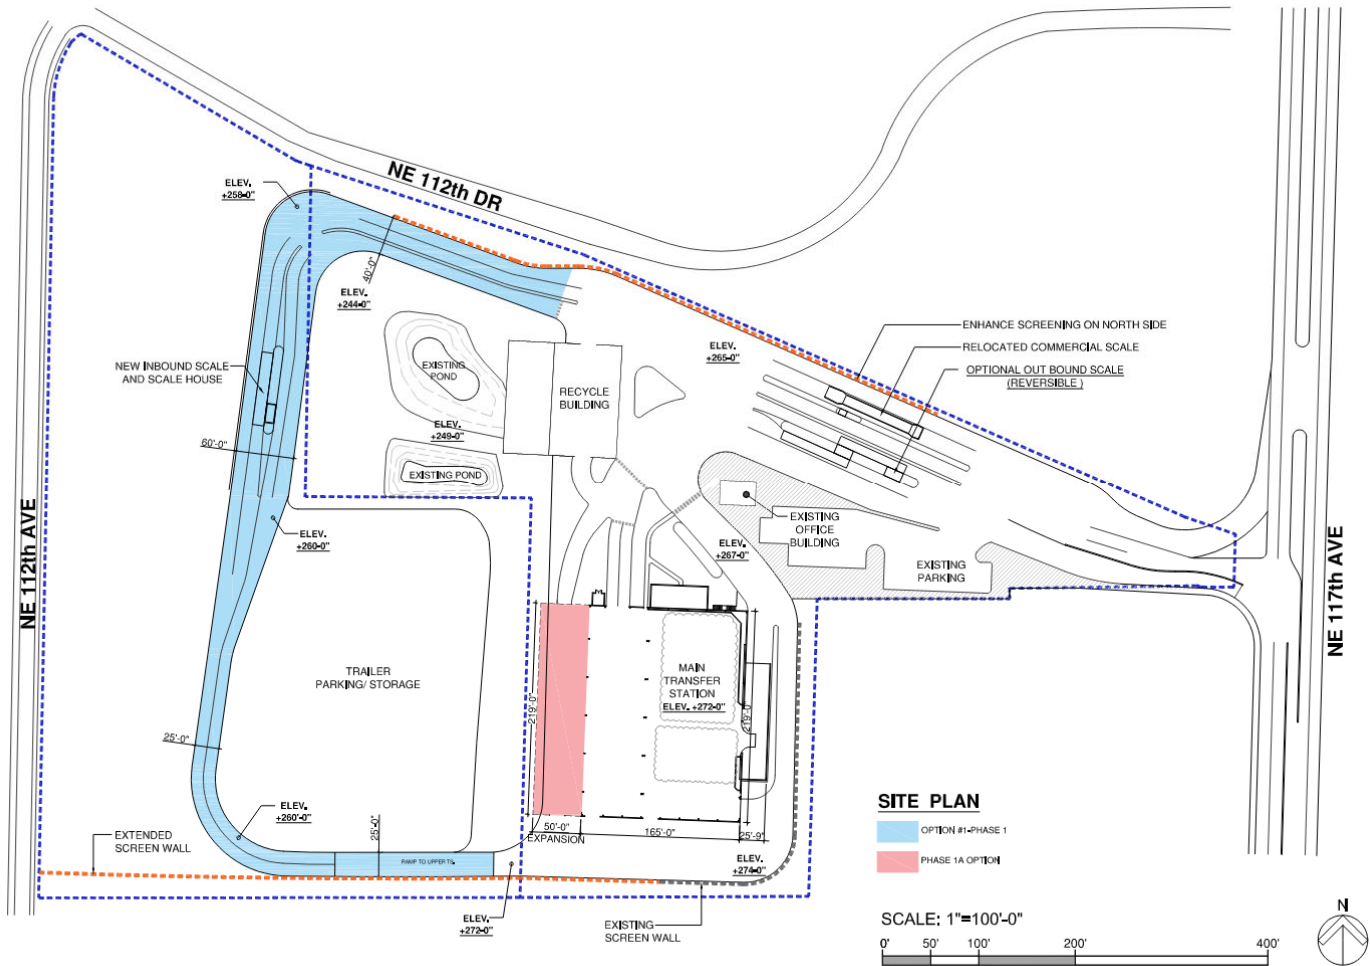 NE 112th DR
ELEV.
+258-0"
40'-0"
ELEV.
+244-0"
ENHANCE SCREENING ON NORTH SIDE
RELOCATED COMMERCIAL SCALE
OPTIONAL OUT BOUND SCALE
(REVERSIBLE )
ELEV.
+265-0"
NEW INBOUND SCALE
AND SCALE HOUSE
EXISTING
POND
RECYCLE
BUILDING
ELEV.
+249-0"
60'-0"
EXISTING POND
NE 112th AVE
ELEV.
+260-0"
EXISTING
OFFICE
BUILDING
ELEV.
+267-0"
EXISTING
PARKING
NE 117th AVE
TRAILER
PARKING/ STORAGE
MAIN
TRANSFER
STATION
ELEV. +272-0"
219'-0"
219'-0"
25'-0"
ELEV.
+260'-0"
25'-0"
EXTENDED
SCREEN WALL
RAMP TO UPPER TS.
50'-0"
EXPANSION
165'-0"
25'-9"
ELEV.
+274-0"
ELEV.
+272-0"
EXISTING
SCREEN WALL
SITE PLAN
OPTION #1-PHASE 1
PHASE 1A OPTION
SCALE: 1"=100'-0"
0'
50'
100'
200'
400'
N